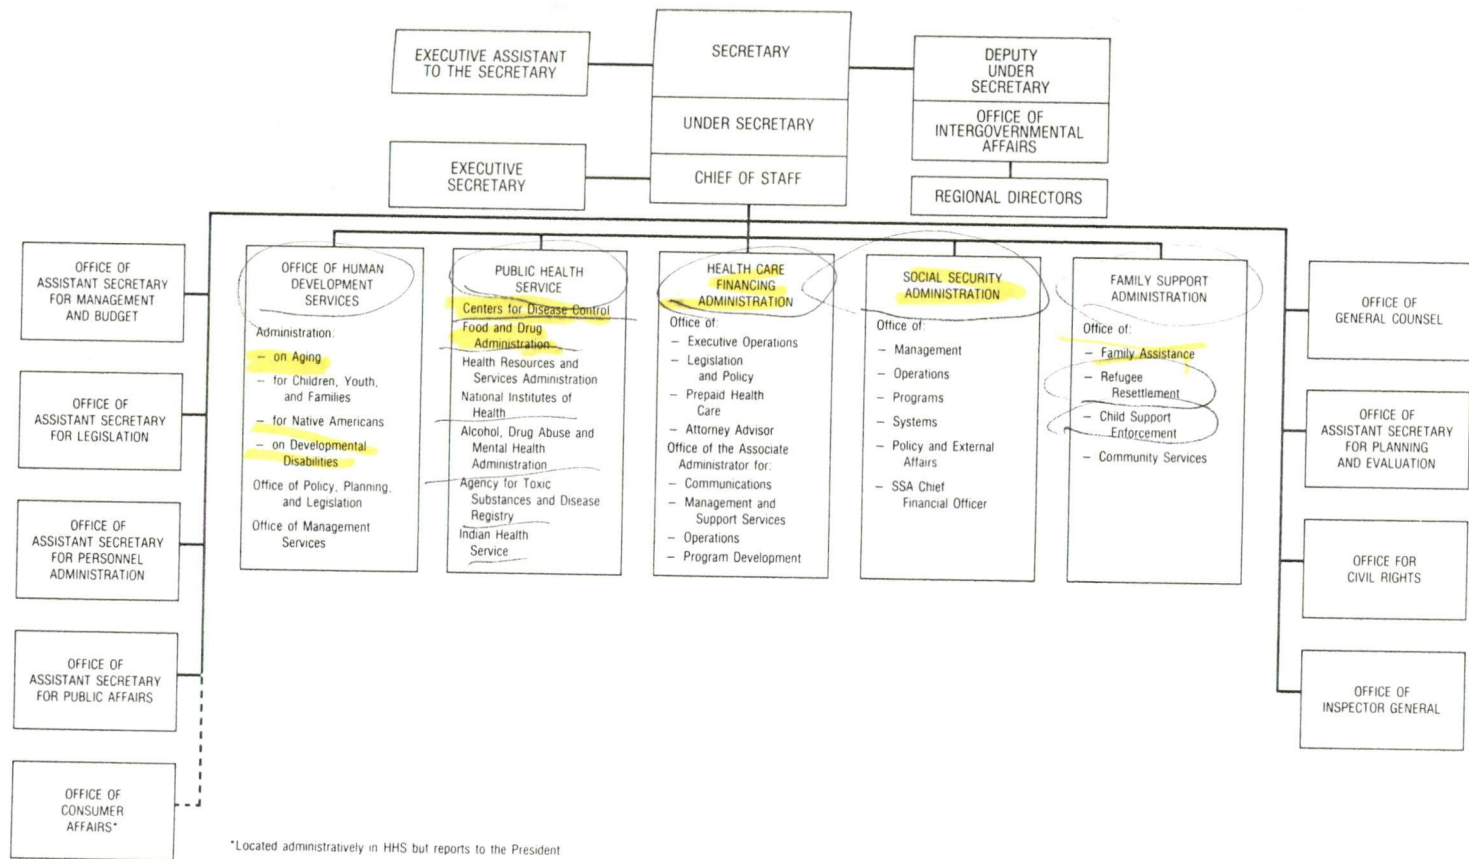 EXECUTIVE ASSISTANT
TO THE SECRETARY
SECRETARY
UNDER SECRETARY
CHIEF OF STAFF
DEPUTY
UNDER
SECRETARY
OFFICE OF
INTERGOVERNMENTAL
AFFAIRS
REGIONAL DIRECTORS
EXECUTIVE
SECRETARY
OFFICE OF
ASSISTANT SECRETARY
FOR MANAGEMENT
AND BUDGET
OFFICE OF
ASSISTANT SECRETARY
FOR LEGISLATION
OFFICE OF
ASSISTANT SECRETARY
FOR PERSONNEL
ADMINISTRATION
OFFICE OF
ASSISTANT SECRETARY
FOR PUBLIC AFFAIRS
OFFICE OF
CONSUMER
AFFAIRS*
OFFICE OF HUMAN
DEVELOPMENT
SERVICES
Administration:
– on Aging
– for Children, Youth,
and Families
– for Native Americans
– on Developmental
Disabilities
Office of Policy, Planning,
and Legislation
Office of Management
Services
PUBLIC HEALTH
SERVICE
Centers for Disease Control
Food and Drug
Administration
Health Resources and
Services Administration
National Institutes of
Health
Alcohol, Drug Abuse and
Mental Health
Administration
Agency for Toxic
Substances and Disease
Registry
Indian Health
Service
HEALTH CARE
FINANCING
ADMINISTRATION
Office of:
– Executive Operations
– Legislation
and Policy
– Prepaid Health
Care
– Attorney Advisor
Office of the Associate
Administrator for:
– Communications
– Management and
Support Services
– Operations
– Program Development
SOCIAL SECURITY
ADMINISTRATION
Office of:
– Management
– Operations
– Programs
– Systems
– Policy and External
Affairs
– SSA Chief
Financial Officer
FAMILY SUPPORT
ADMINISTRATION
Office of:
– Family Assistance
– Refugee
Resettlement
– Child Support
Enforcement
– Community Services
OFFICE OF
GENERAL COUNSEL
OFFICE OF
ASSISTANT SECRETARY
FOR PLANNING
AND EVALUATION
OFFICE FOR
CIVIL RIGHTS
OFFICE OF
INSPECTOR GENERAL
*Located administratively in HHS but reports to the President